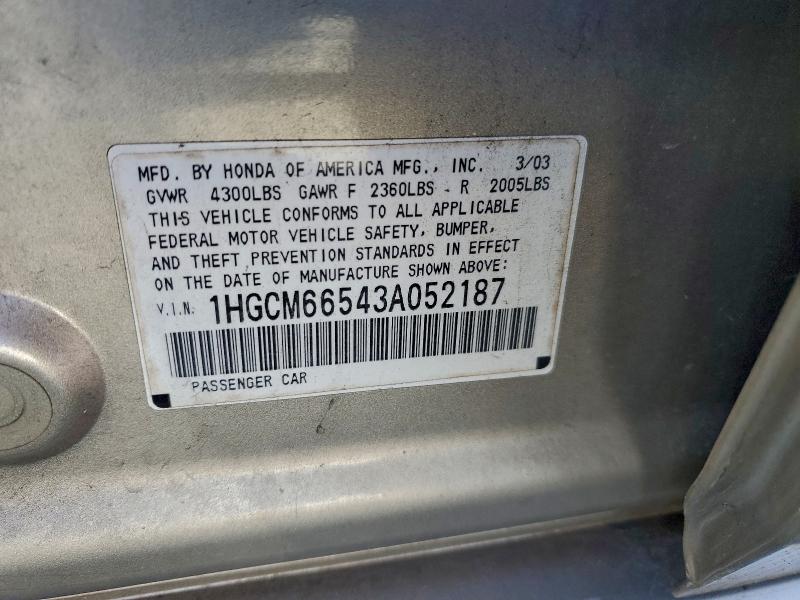 MFD. BY HONDA OF AMERICA MFG., INC. 3/03
GVWR 4300LBS GAWR F 2360LBS - R 2005LBS
THIS VEHICLE CONFORMS TO ALL APPLICABLE
FEDERAL MOTOR VEHICLE SAFETY, BUMPER,
AND THEFT PREVENTION STANDARDS IN EFFECT
ON THE DATE OF MANUFACTURE SHOWN ABOVE:
V.I.N. 1HGCM66543A052187
PASSENGER CAR